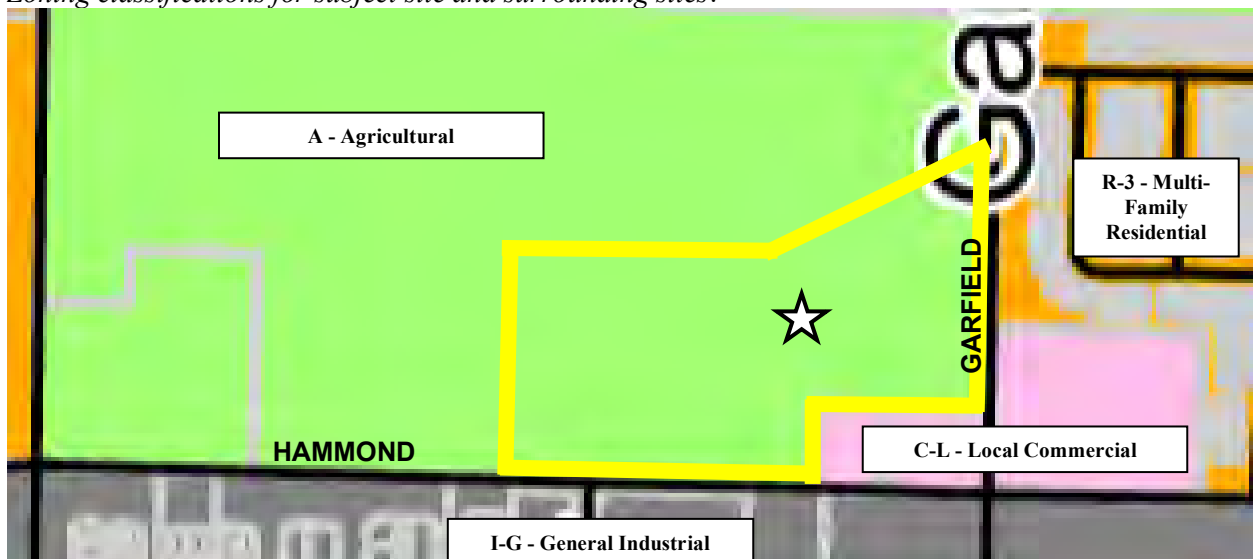 Zoning classifications for subject site and surrounding sites:
Ga
A - Agricultural
R-3 - Multi-
Family
Residential
GARFIELD
HAMMOND
C-L - Local Commercial
I-G - General Industrial